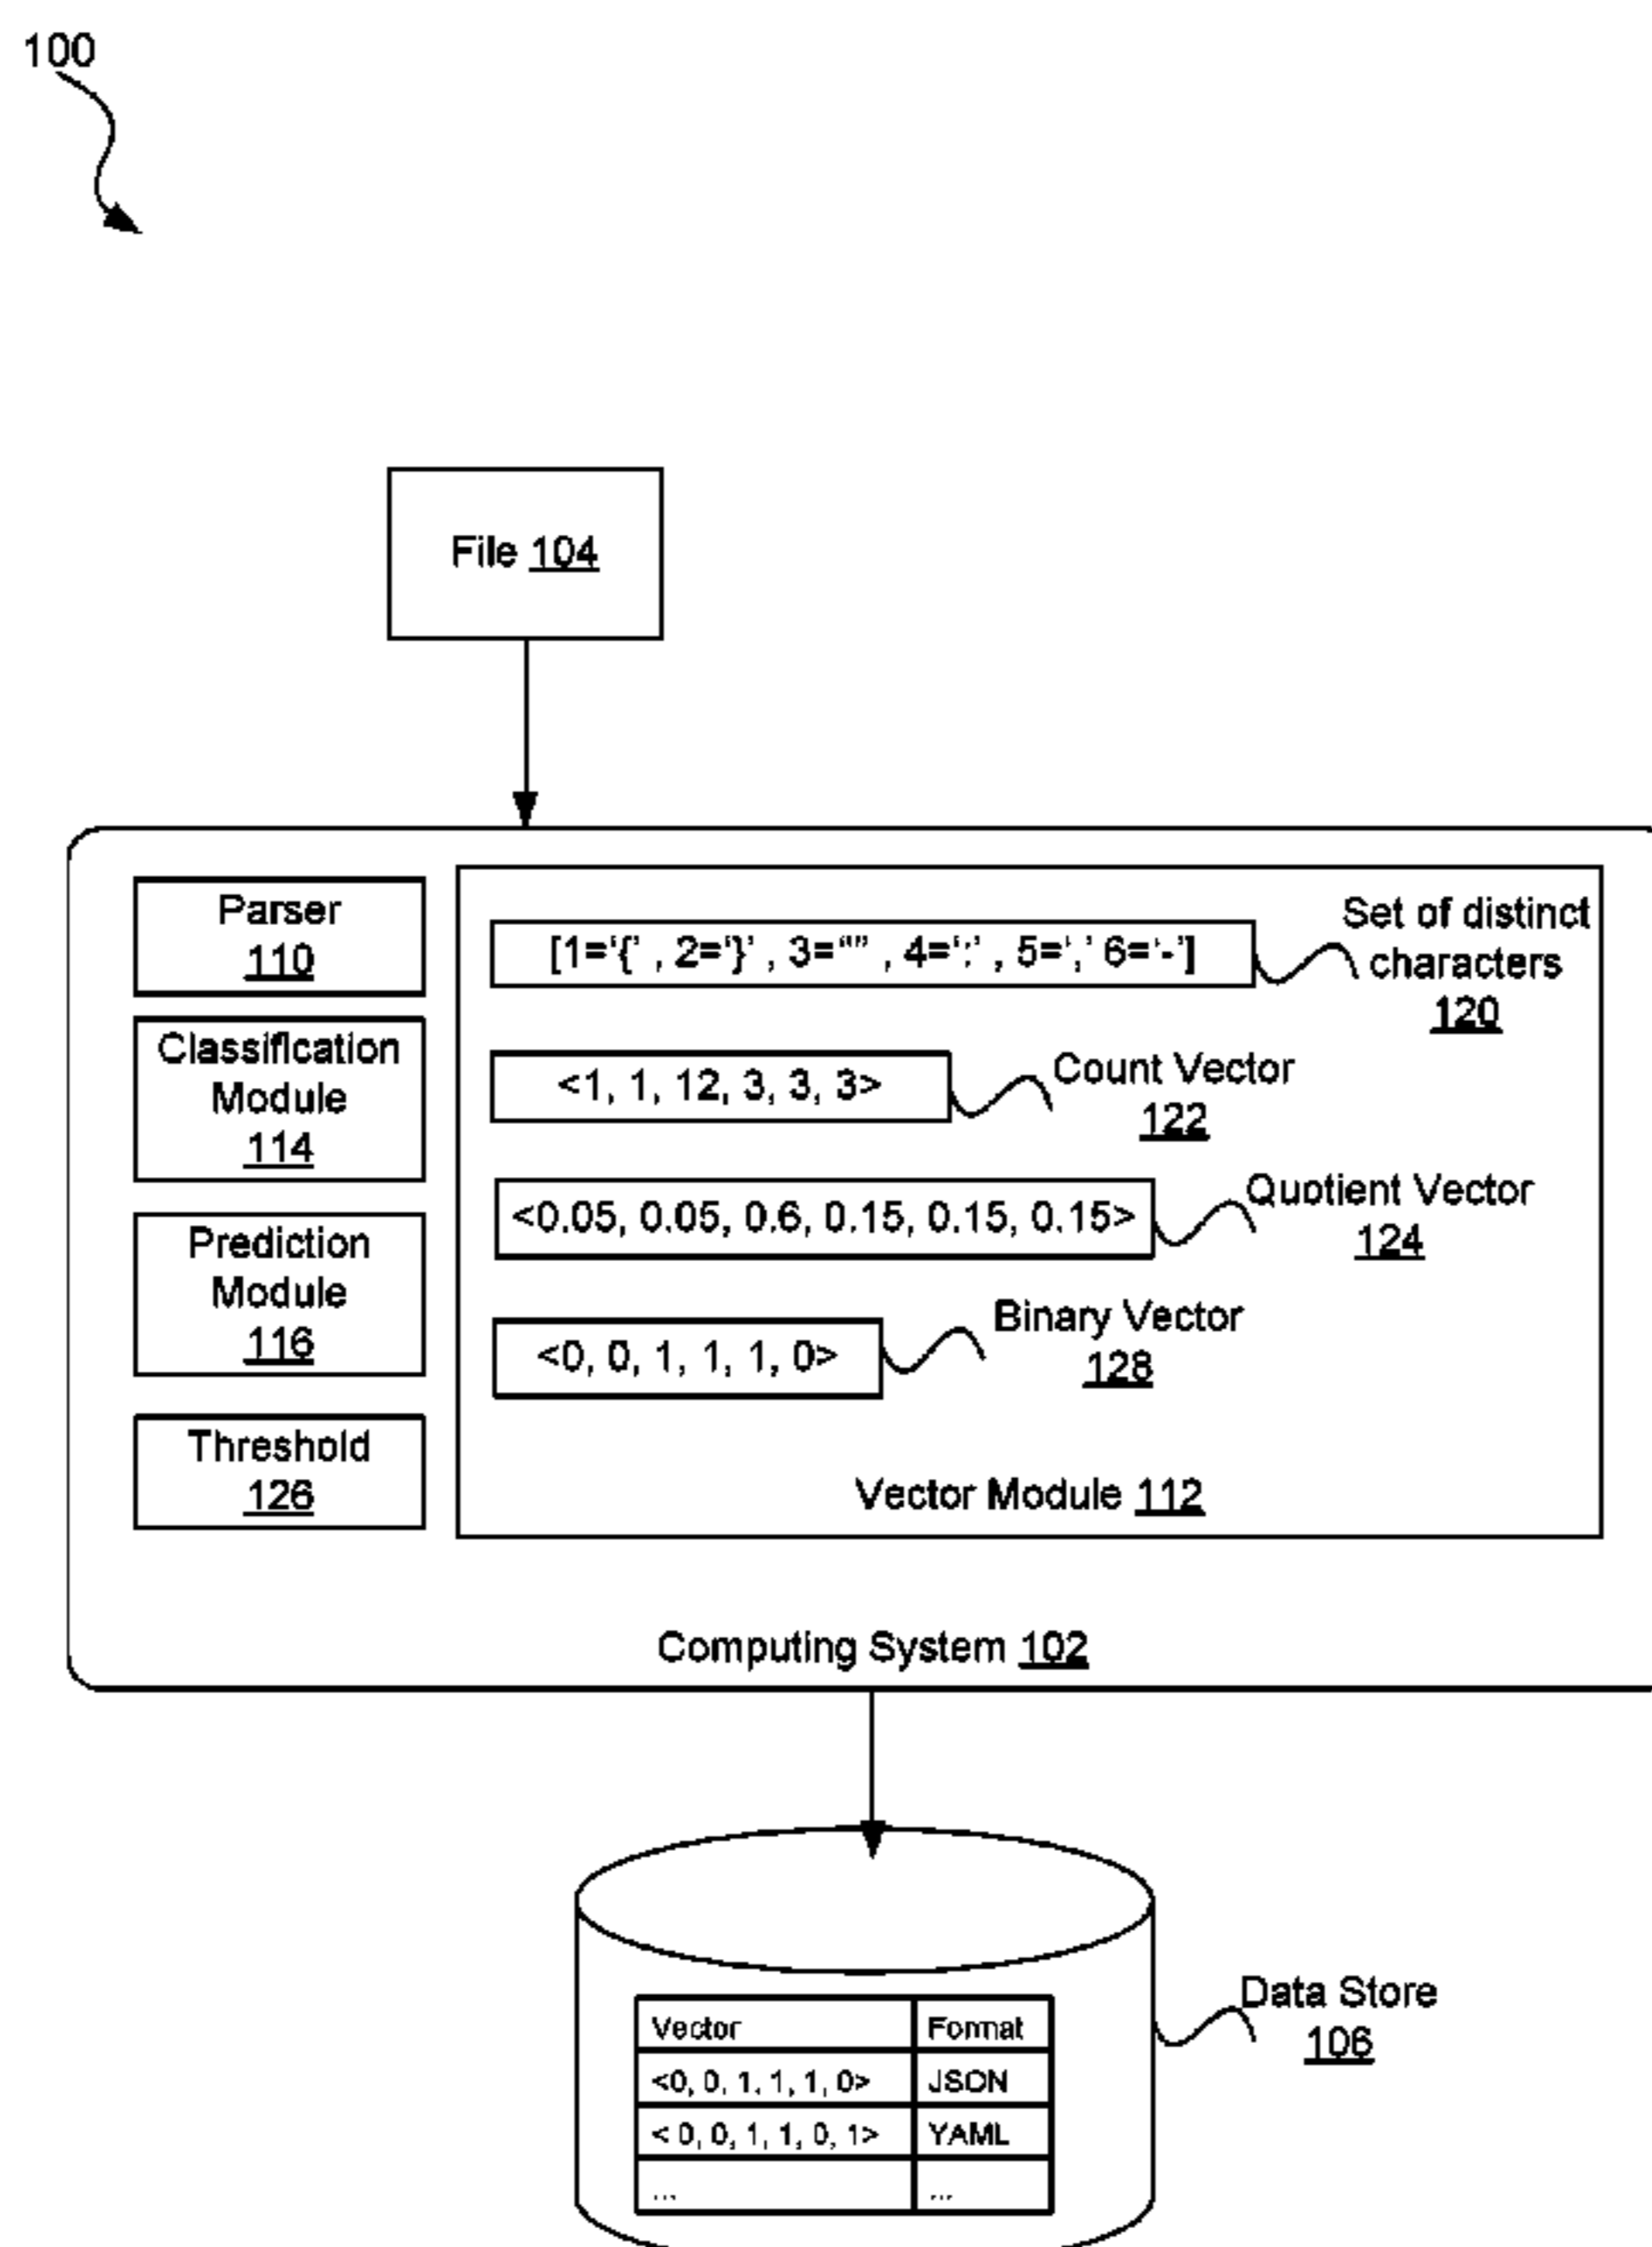 100
File 104
Parser
110
Classification
Module
114
Prediction
Module
116
Threshold
126
[1=‘{’ , 2=‘}’ , 3=‘“’ , 4=‘:’ , 5=‘,’ 6=‘-’]
Set of distinct
characters
120
<1, 1, 12, 3, 3, 3>
Count Vector
122
<0.05, 0.05, 0.6, 0.15, 0.15, 0.15>
Quotient Vector
124
<0, 0, 1, 1, 1, 0>
Binary Vector
128
Vector Module 112
Computing System 102
Data Store
106
Vector Format
<0, 0, 1, 1, 1, 0> JSON
< 0, 0, 1, 1, 0, 1> YAML
... ...